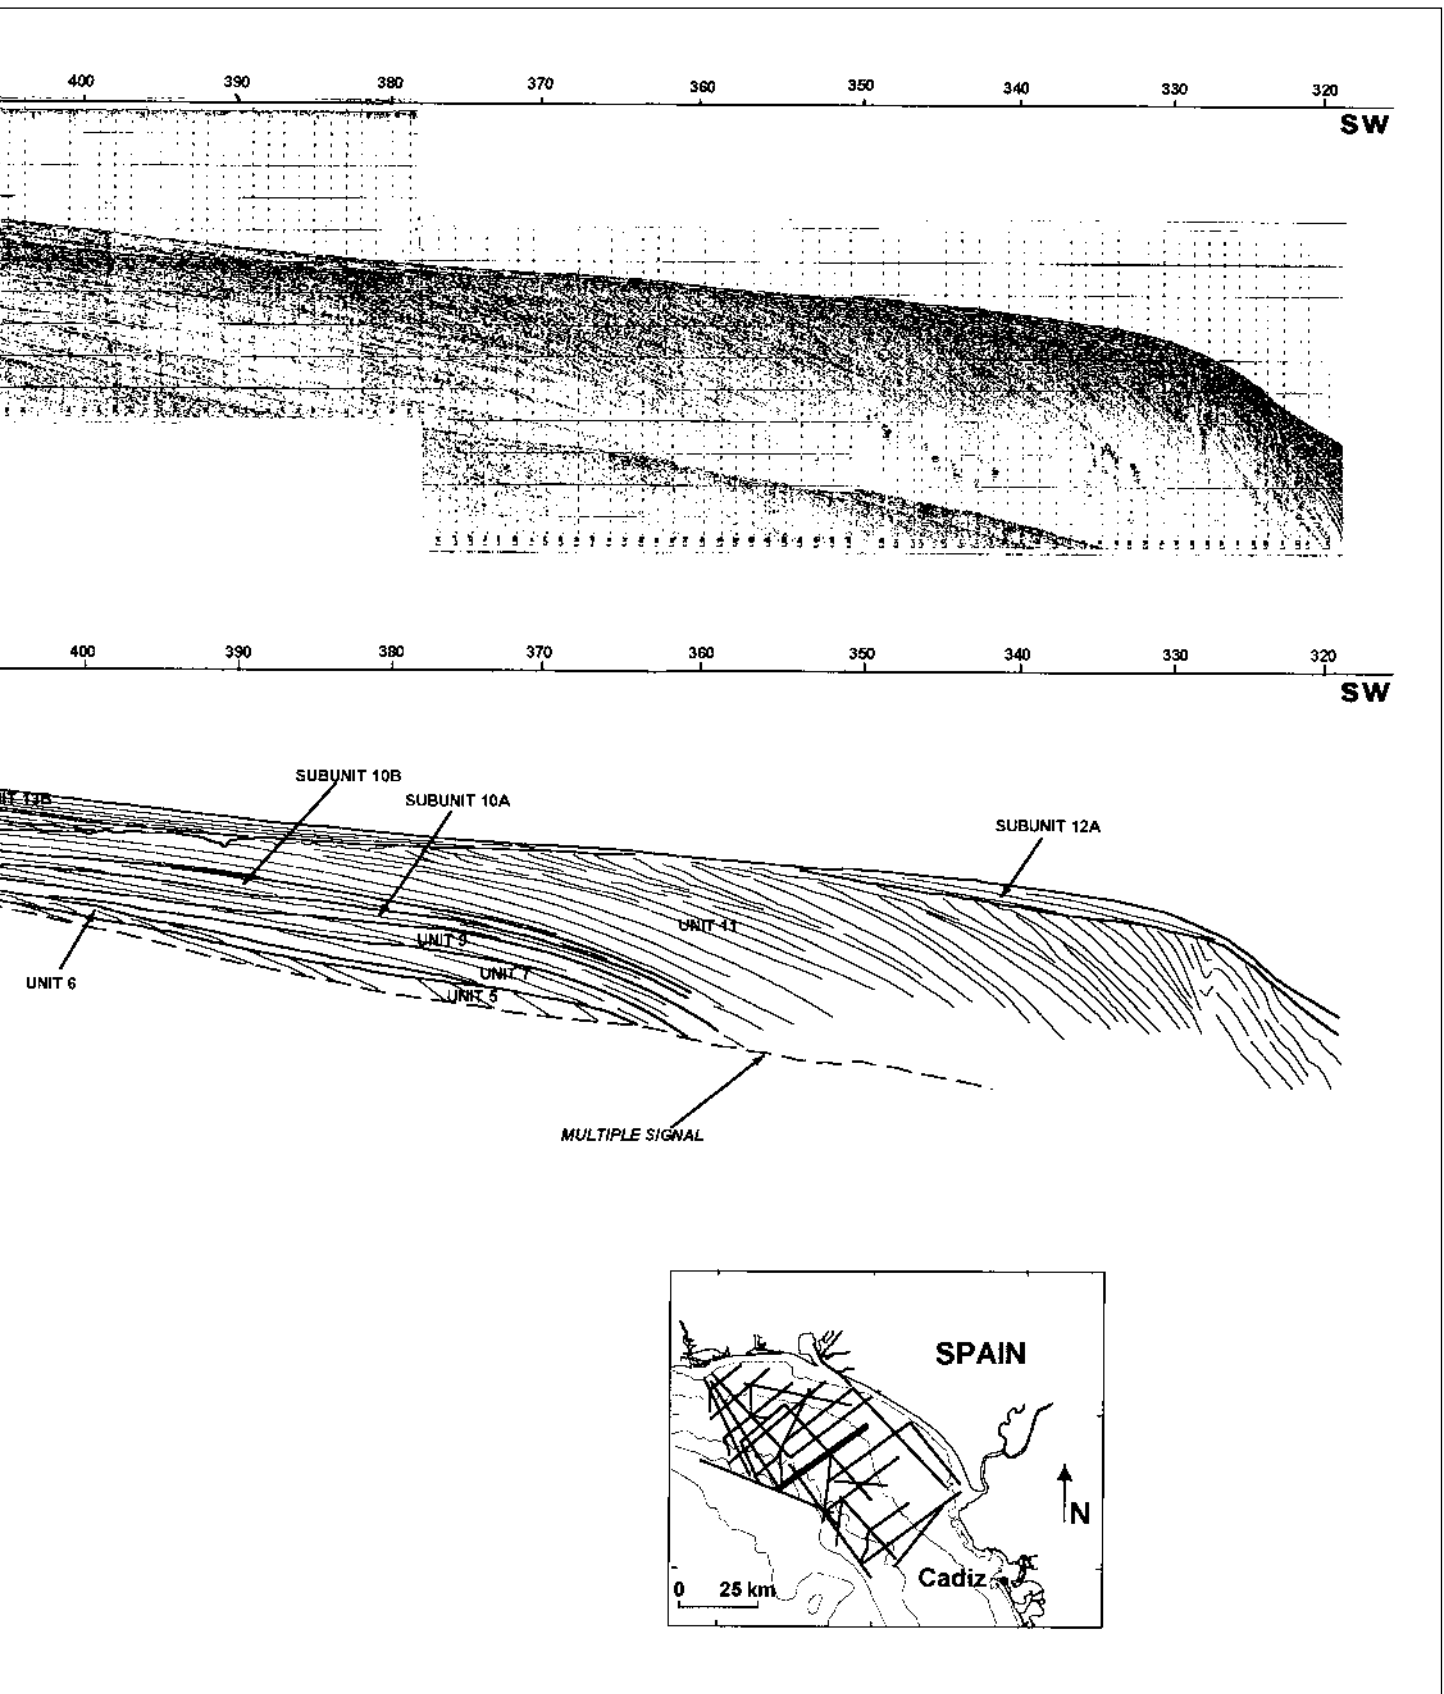 400 390 380 370 360 350 340 330 320
SW
400 390 380 370 360 350 340 330 320
SW
SUBUNIT 10B
SUBUNIT 10A
SUBUNIT 12A
UNIT 11
UNIT 9
UNIT 7
UNIT 6
UNIT 5
MULTIPLE SIGNAL
SPAIN
N
Cadiz
0 25 km